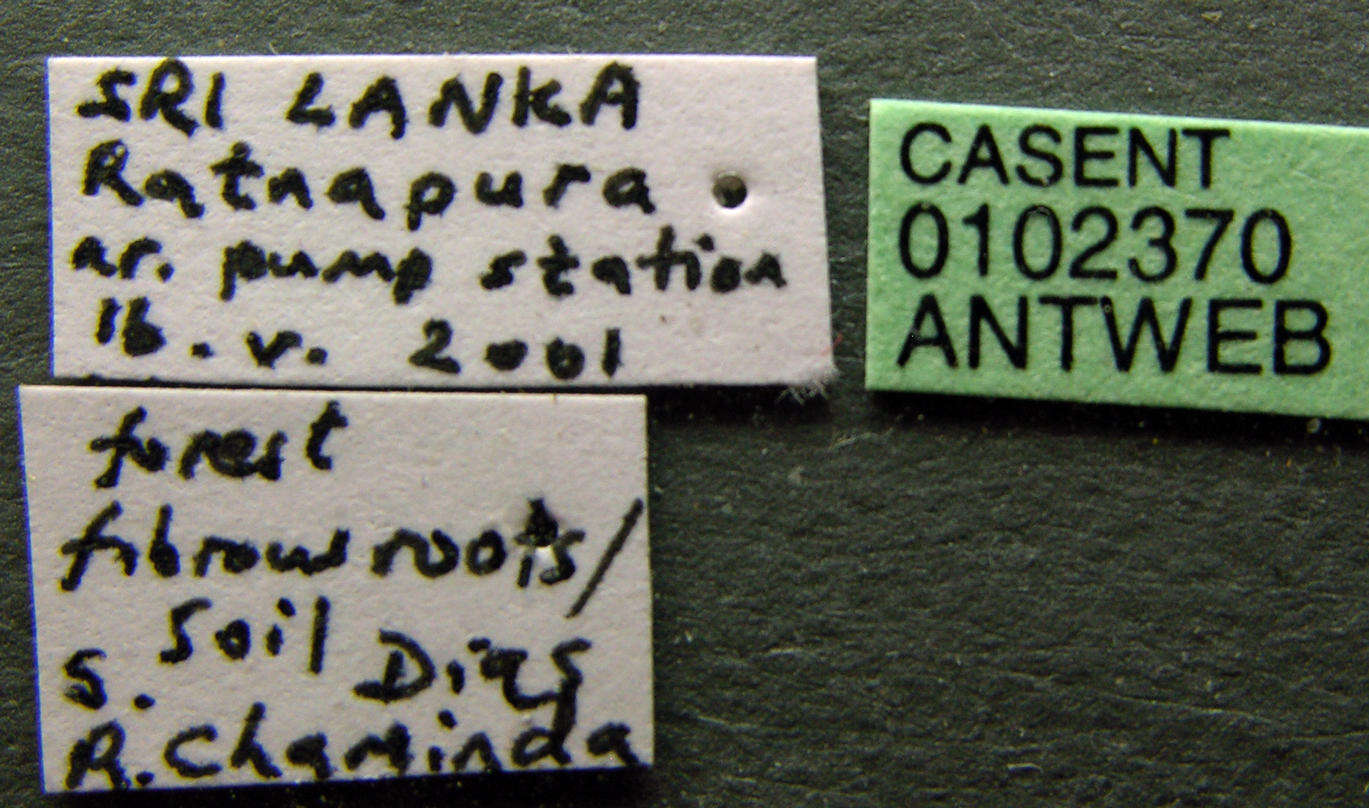 SRI LANKA
Ratnapura
nr. pump station
16. v. 2001
forest
fibrous roots/
soil
S. Dias
R. Chaminda
CASENT
0102370
ANTWEB